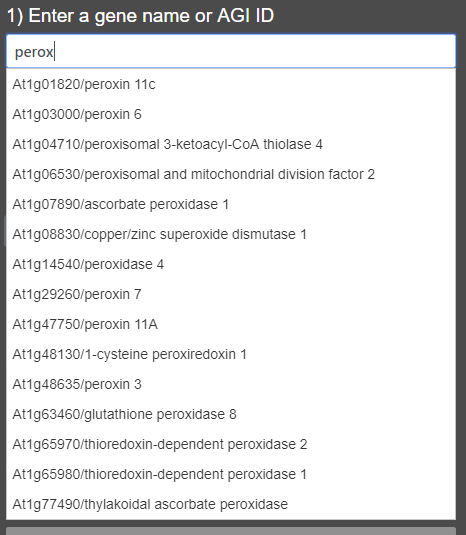 1) Enter a gene name or AGI ID
perox
At1g01820/peroxin 11c
At1g03000/peroxin 6
At1g04710/peroxisomal 3-ketoacyl-CoA thiolase 4
At1g06530/peroxisomal and mitochondrial division factor 2
At1g07890/ascorbate peroxidase 1
At1g08830/copper/zinc superoxide dismutase 1
At1g14540/peroxidase 4
At1g29260/peroxin 7
At1g47750/peroxin 11A
At1g48130/1-cysteine peroxiredoxin 1
At1g48635/peroxin 3
At1g63460/glutathione peroxidase 8
At1g65970/thioredoxin-dependent peroxidase 2
At1g65980/thioredoxin-dependent peroxidase 1
At1g77490/thylakoidal ascorbate peroxidase